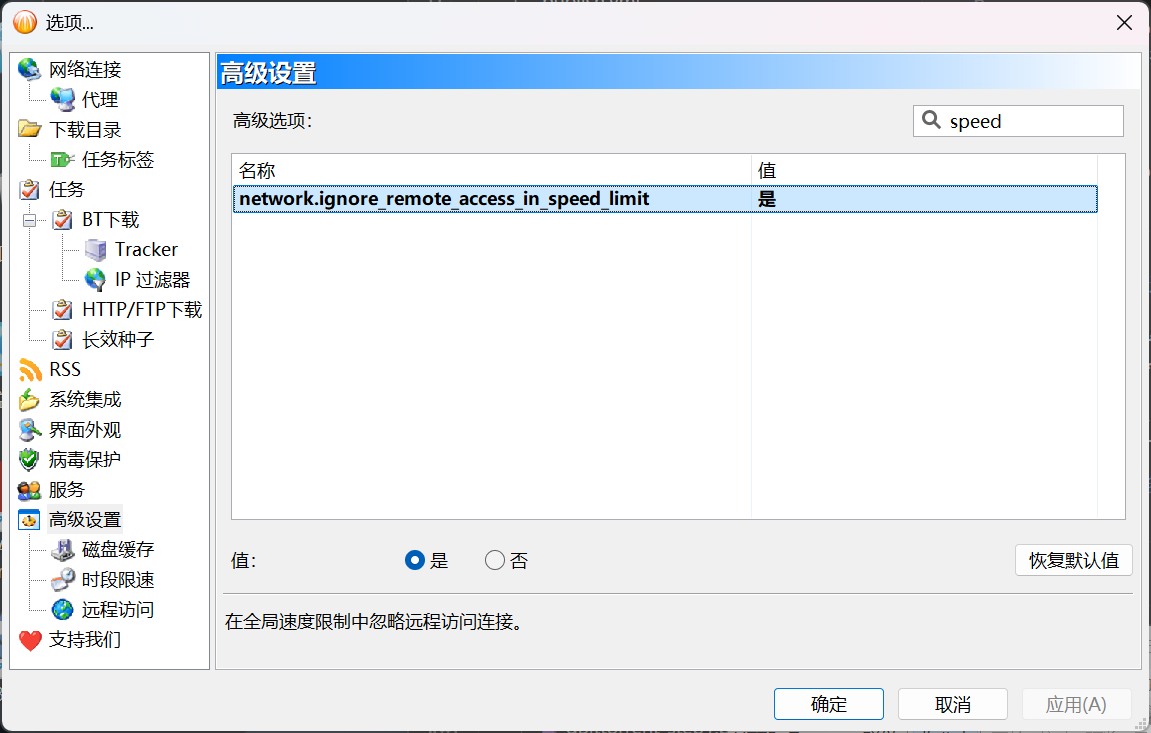 选项...
网络连接
代理
下载目录
任务标签
任务
BT下载
Tracker
IP 过滤器
HTTP/FTP下载
长效种子
RSS
系统集成
界面外观
病毒保护
服务
高级设置
磁盘缓存
时段限速
远程访问
支持我们
高级设置
高级选项：
speed
名称 值
network.ignore_remote_access_in_speed_limit 是
值： 是 否 恢复默认值
在全局速度限制中忽略远程访问连接。
确定 取消 应用(A)